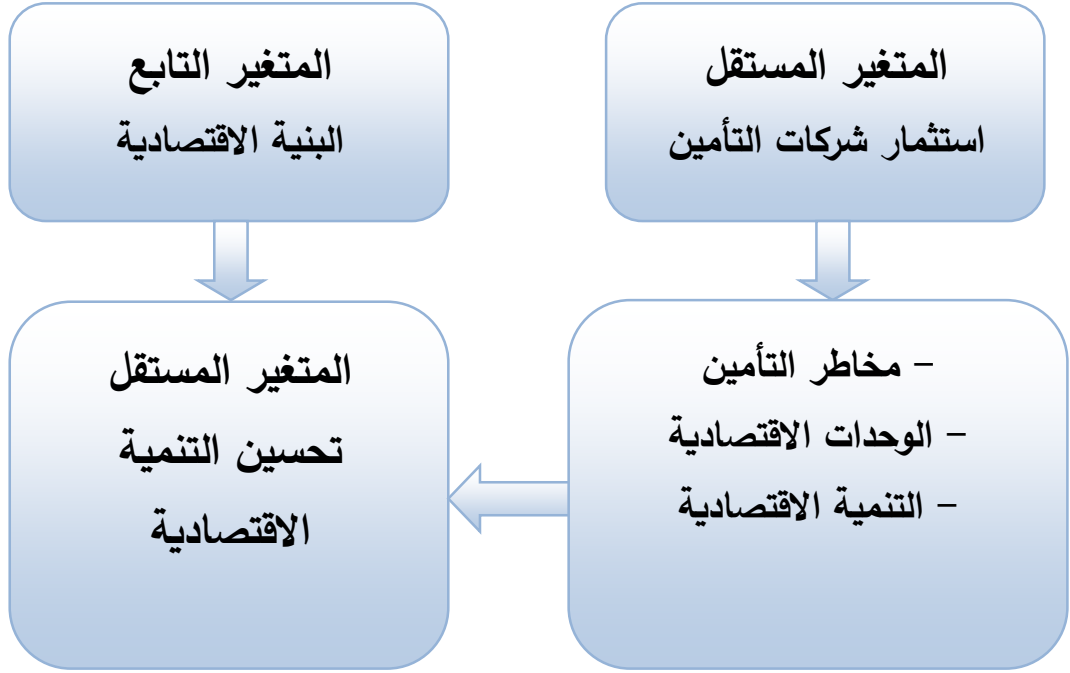 المتغير المستقل
استثمار شركات التأمين
المتغير التابع
البنية الاقتصادية
- مخاطر التأمين
- الوحدات الاقتصادية
- التنمية الاقتصادية
المتغير المستقل
تحسين التنمية
الاقتصادية